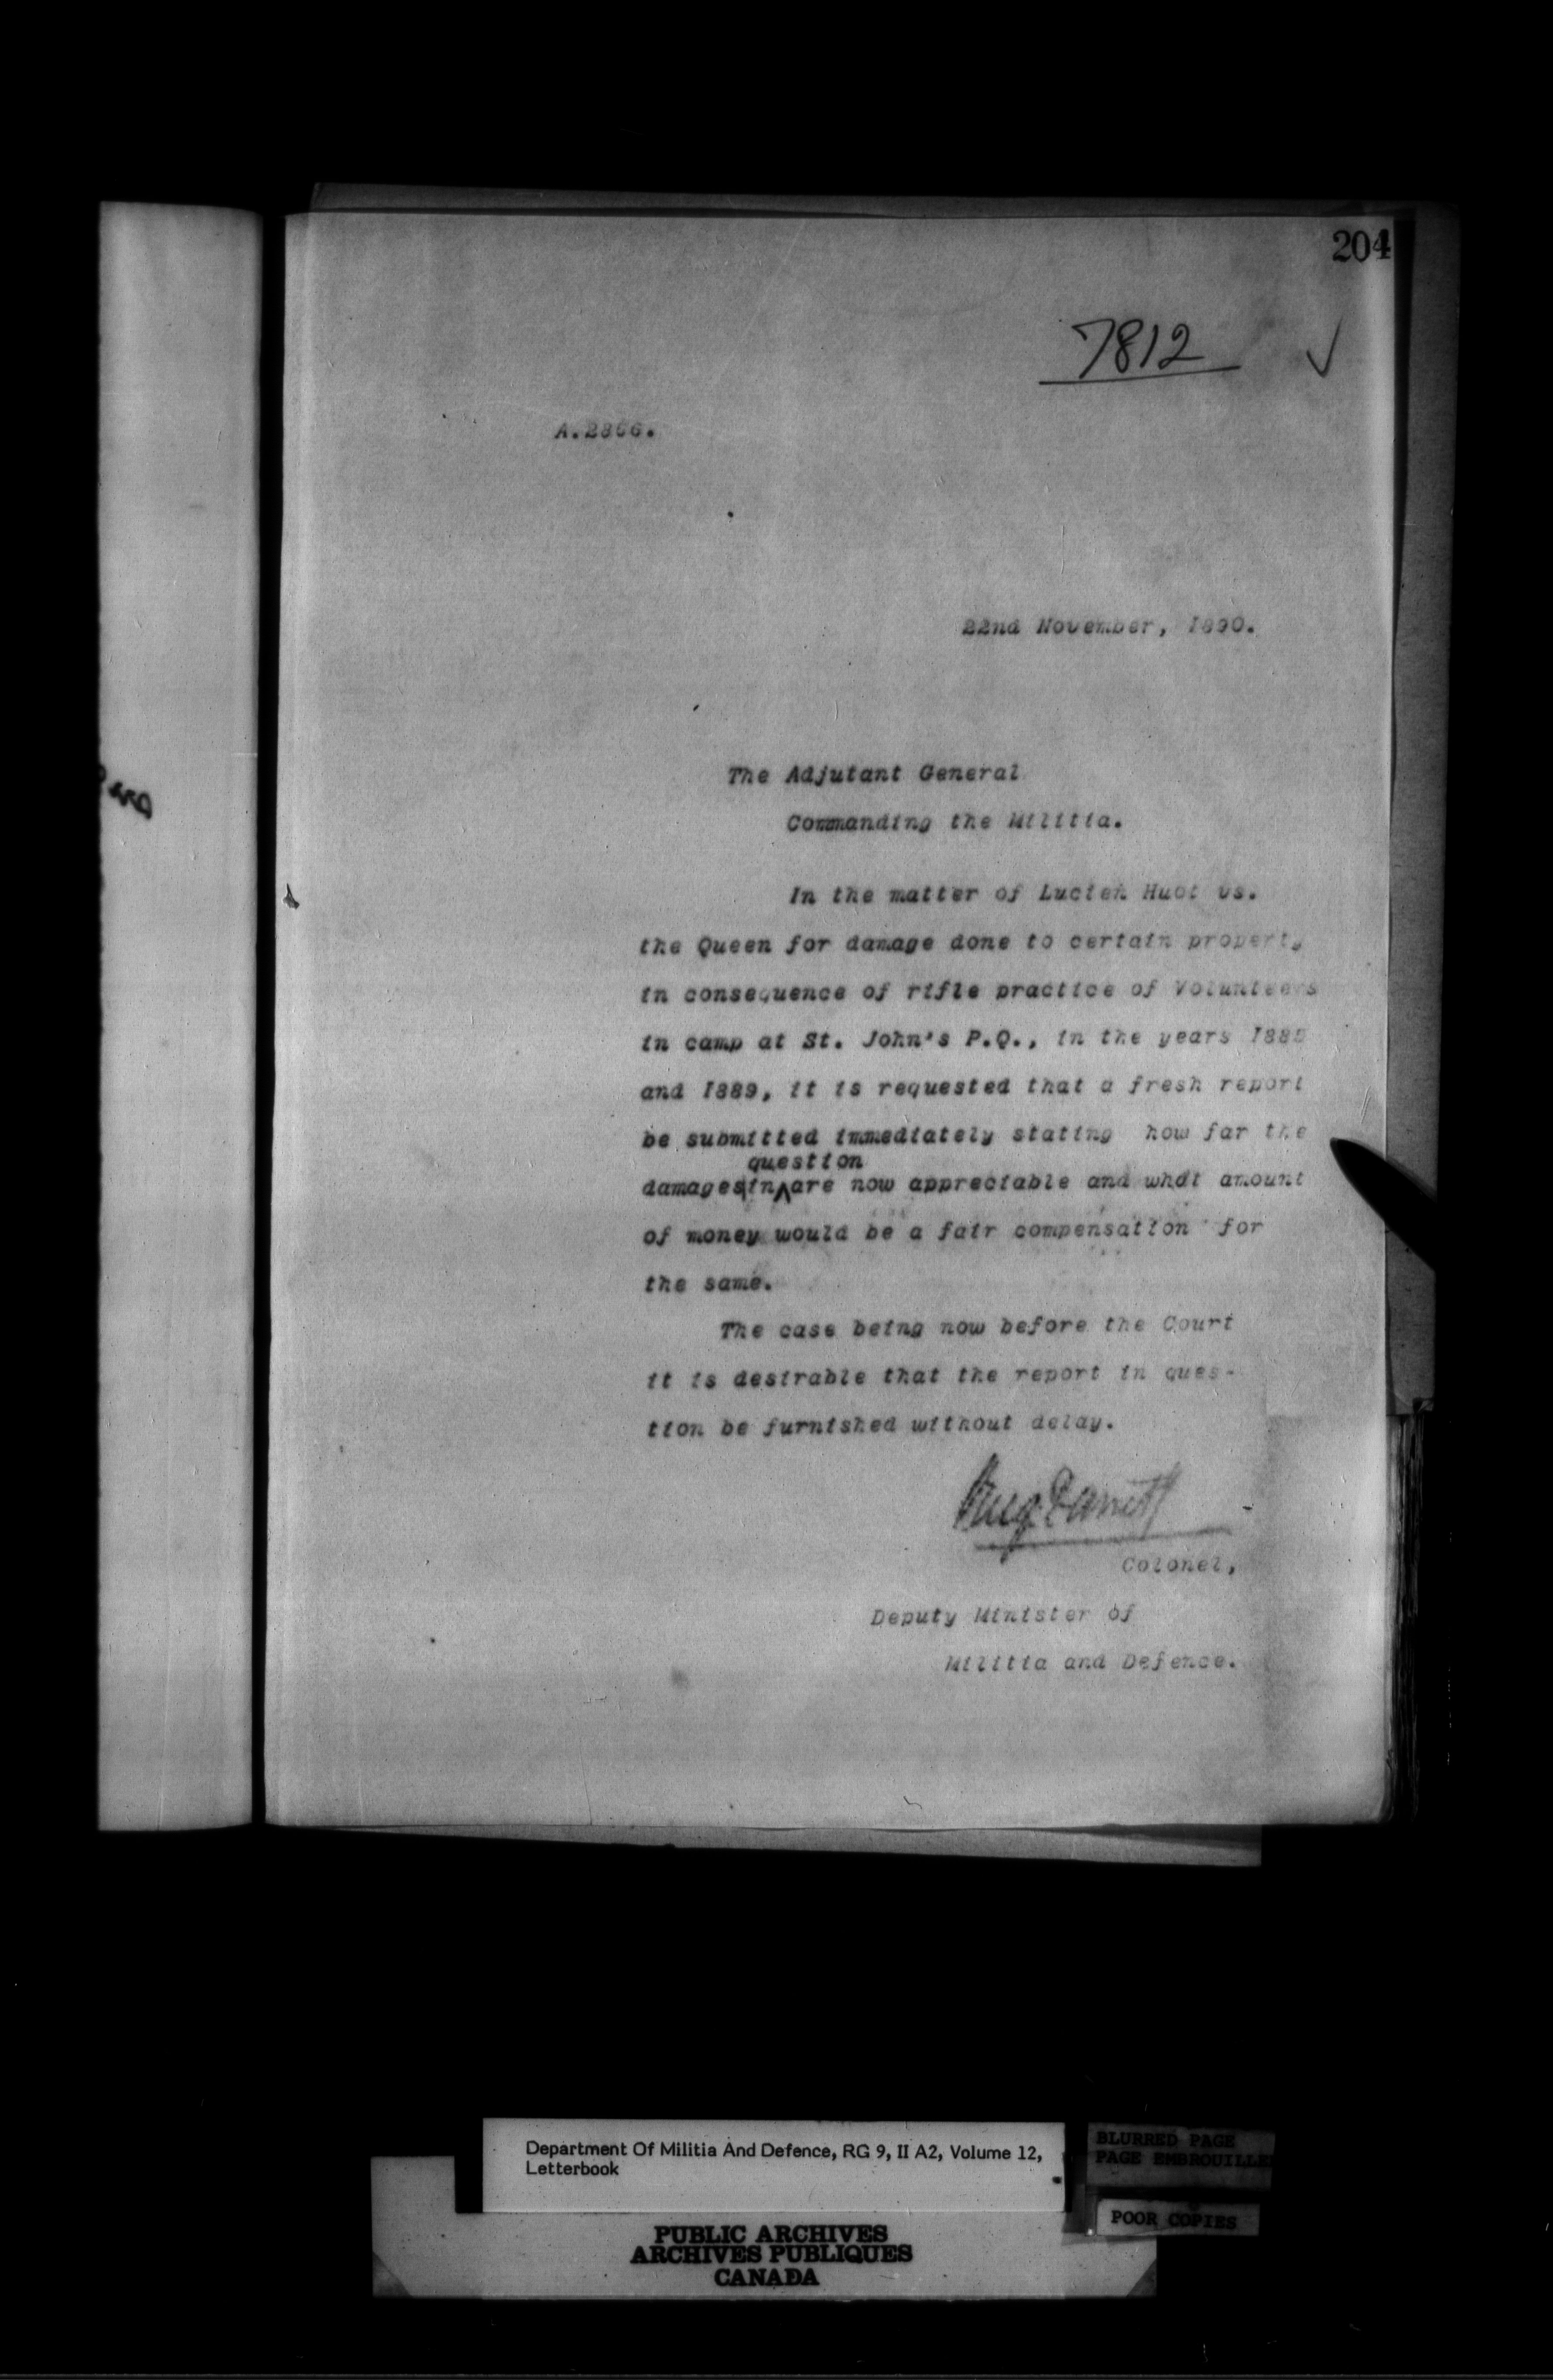 204
7812
A.2866.
22nd November, 1890.
The Adjutant General
Commanding the Militia.
In the matter of Lucien Huot vs.
the Queen for damage done to certain property
in consequence of rifle practice of Volunteers
in camp at St. John's P.Q., in the years 1885
and 1889, it is requested that a fresh report
be submitted immediately stating how far the
question
damages in are now appreciable and what amount
of money would be a fair compensation for
the same.
The case being now before the Court
it is desirable that the report in ques-
tion be furnished without delay.
Colonel,
Deputy Minister of
Militia and Defence.
Department Of Militia And Defence, RG 9, II A2, Volume 12,
Letterbook
BLURRED PAGE
PAGE EMBROUILLE
POOR COPIES
PUBLIC ARCHIVES
ARCHIVES PUBLIQUES
CANADA